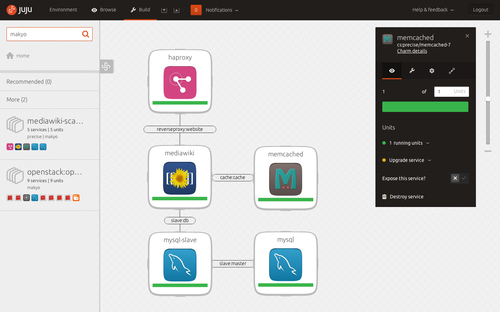 juju
Environment
Browse
Build
Notifications
Help & feedback
Logout
makyo
Home
Recommended (0)
More (2)
mediawiki-sca...
5 services | 5 units
precise | makyo
openstack:op...
9 services | 9 units
makyo
haproxy
reverseproxy:website
mediawiki
cache:cache
memcached
slave:db
mysql-slave
slave:master
mysql
memcached
cs:precise/memcached-7
Charm details
1 of 1 Units
Units
1 running units
Upgrade service
Expose this service?
Destroy service